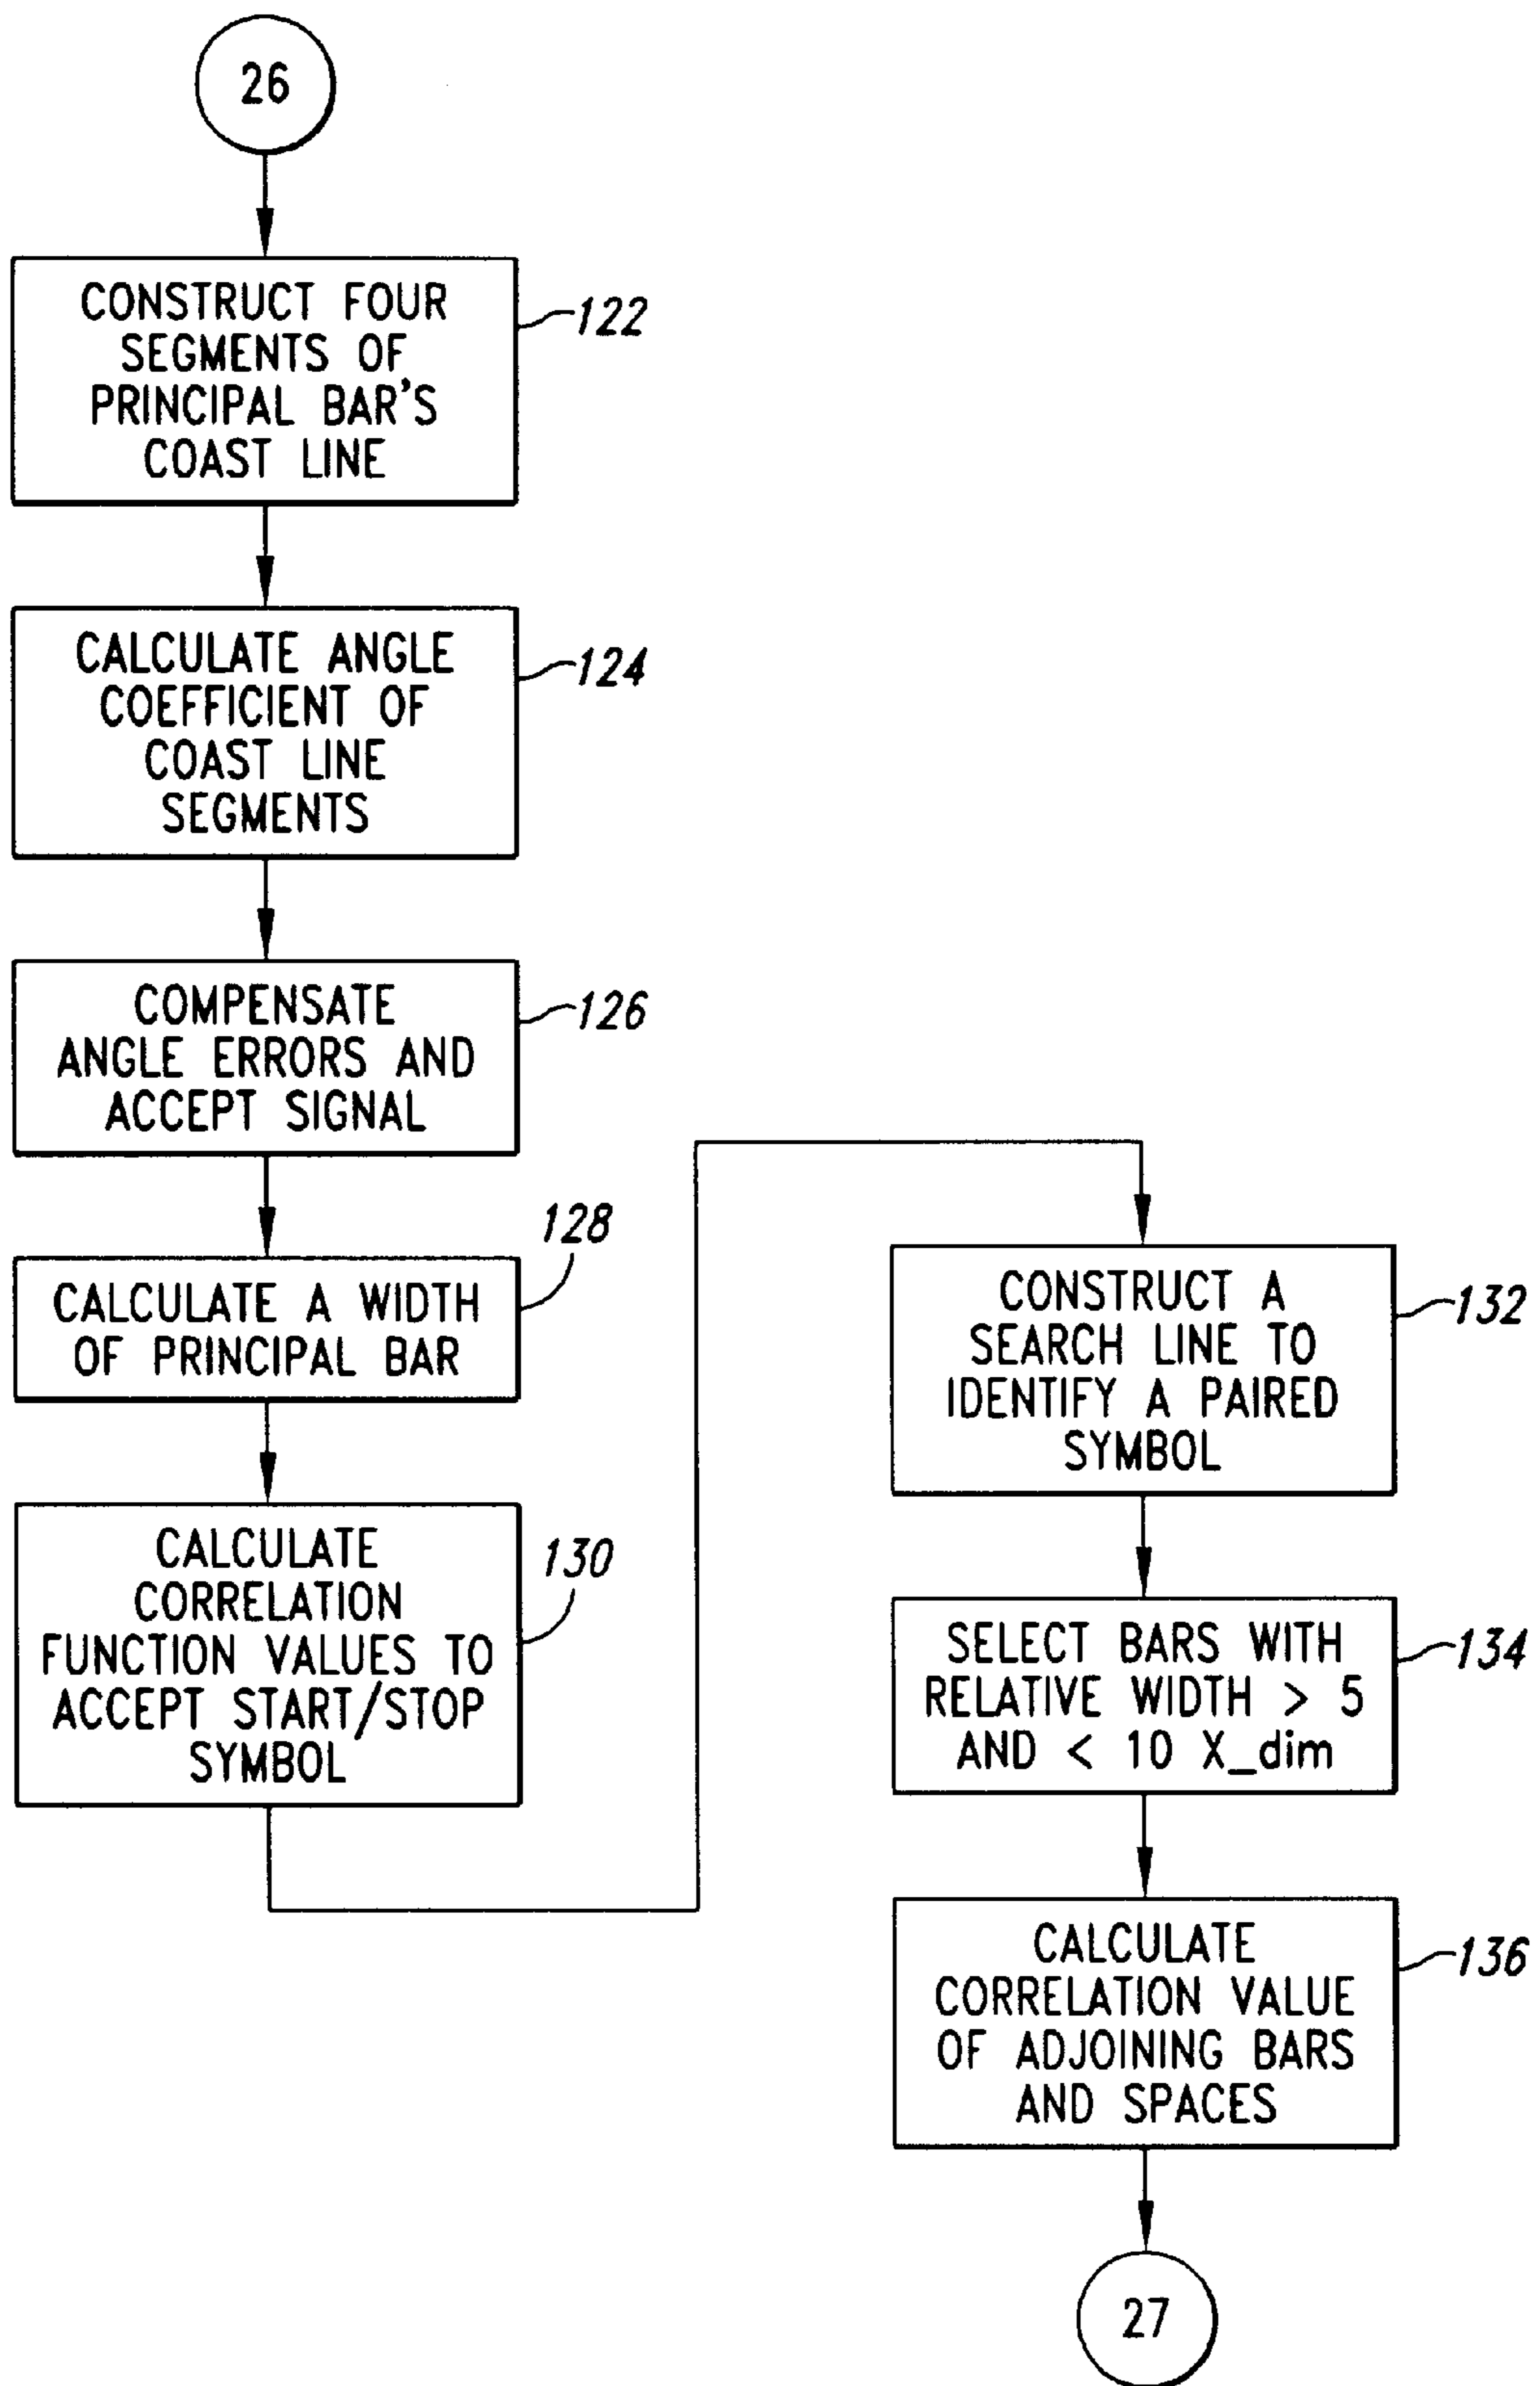 26
CONSTRUCT FOUR
SEGMENTS OF
PRINCIPAL BAR'S
COAST LINE
122
CALCULATE ANGLE
COEFFICIENT OF
COAST LINE
SEGMENTS
124
COMPENSATE
ANGLE ERRORS AND
ACCEPT SIGNAL
126
128
CALCULATE A WIDTH
OF PRINCIPAL BAR
CALCULATE
CORRELATION
FUNCTION VALUES TO
ACCEPT START/STOP
SYMBOL
130
CONSTRUCT A
SEARCH LINE TO
IDENTIFY A PAIRED
SYMBOL
132
SELECT BARS WITH
RELATIVE WIDTH > 5
AND < 10 X_dim
134
CALCULATE
CORRELATION VALUE
OF ADJOINING BARS
AND SPACES
136
27